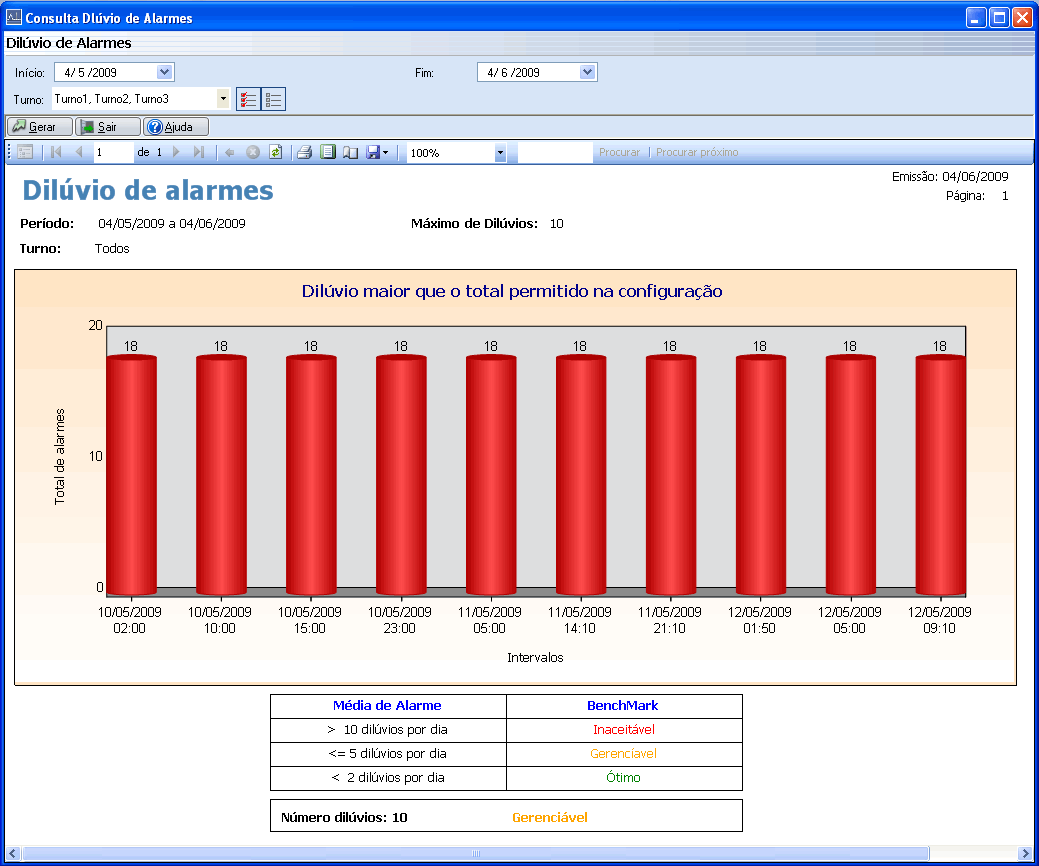 Consulta Dlúvio de Alarmes
Dilúvio de Alarmes
Início: 4/ 5 /2009 Fim: 4/ 6 /2009
Turno: Turno1, Turno2, Turno3
Gerar Sair Ajuda
1 de 1 100% Procurar | Procurar próximo
Emissão: 04/06/2009
Dilúvio de alarmes
Página: 1
Período: 04/05/2009 a 04/06/2009 Máximo de Dilúvios: 10
Turno: Todos
Dilúvio maior que o total permitido na configuração
20
18 18 18 18 18 18 18 18 18 18
Total de alarmes
10
0
10/05/2009 10/05/2009 10/05/2009 10/05/2009 11/05/2009 11/05/2009 11/05/2009 12/05/2009 12/05/2009 12/05/2009
02:00 10:00 15:00 23:00 05:00 14:10 21:10 01:50 05:00 09:10
Intervalos
Média de Alarme BenchMark
> 10 dilúvios por dia Inaceitável
<= 5 dilúvios por dia Gerencíavel
< 2 dilúvios por dia Ótimo
Número dilúvios: 10 Gerenciável